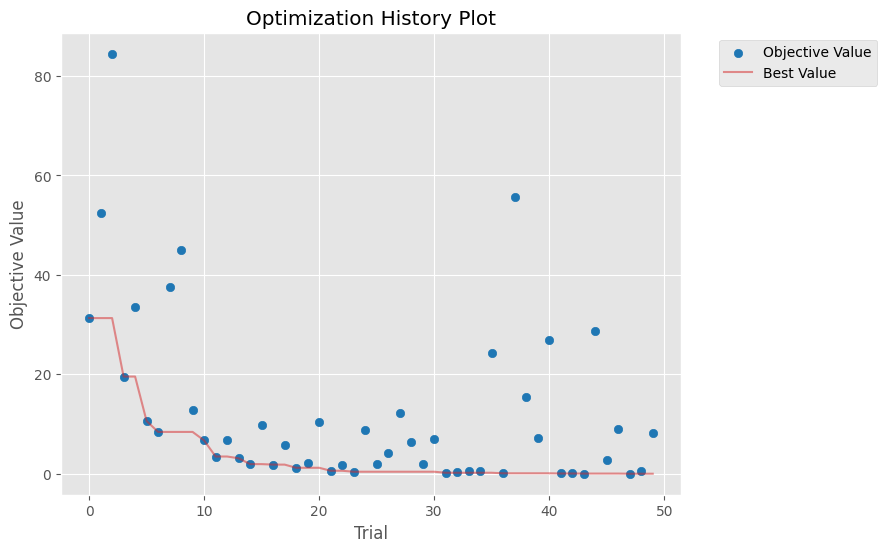 Optimization History Plot
Objective Value
Best Value
Objective Value
80
60
40
20
0
0 10 20 30 40 50
Trial